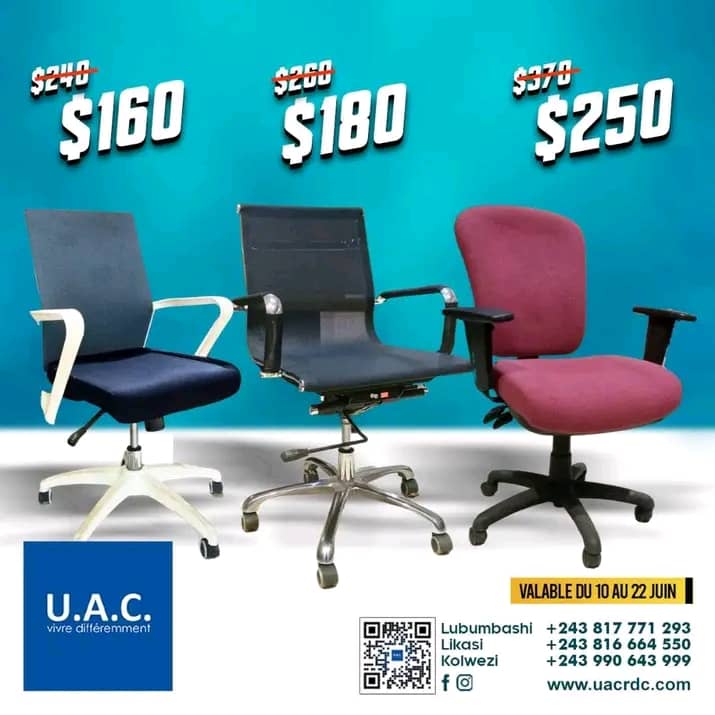 $240
$160
$260
$180
$370
$250
VALABLE DU 10 AU 22 JUIN
U.A.C.
vivre différemment
UAC
Lubumbashi +243 817 771 293
Likasi +243 816 664 550
Kolwezi +243 990 643 999
www.uacrdc.com